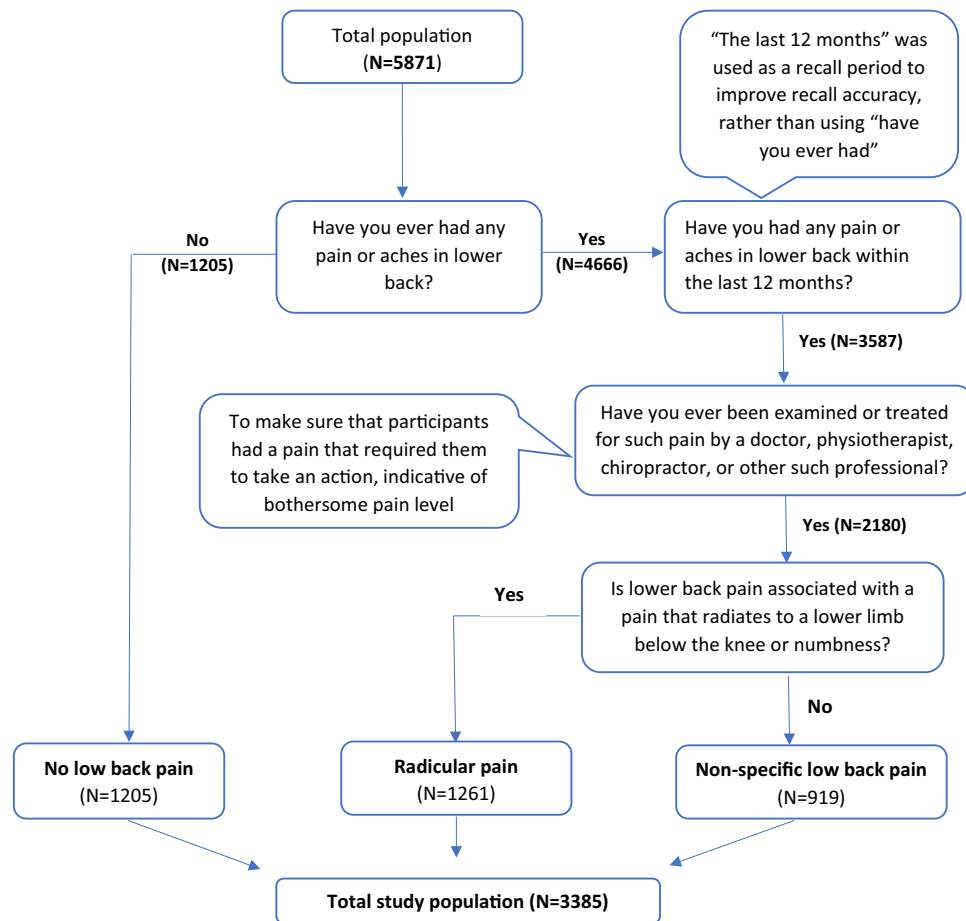 Total population
(N=5871)
“The last 12 months” was
used as a recall period to
improve recall accuracy,
rather than using “have
you ever had”
Have you ever had any
pain or aches in lower
back?
No
(N=1205)
Yes
(N=4666)
Have you had any pain or
aches in lower back within
the last 12 months?
Yes (N=3587)
To make sure that participants
had a pain that required them
to take an action, indicative of
bothersome pain level
Have you ever been examined or treated
for such pain by a doctor, physiotherapist,
chiropractor, or other such professional?
Yes (N=2180)
Is lower back pain associated with a
pain that radiates to a lower limb
below the knee or numbness?
Yes
No
No low back pain
(N=1205)
Radicular pain
(N=1261)
Non-specific low back pain
(N=919)
Total study population (N=3385)